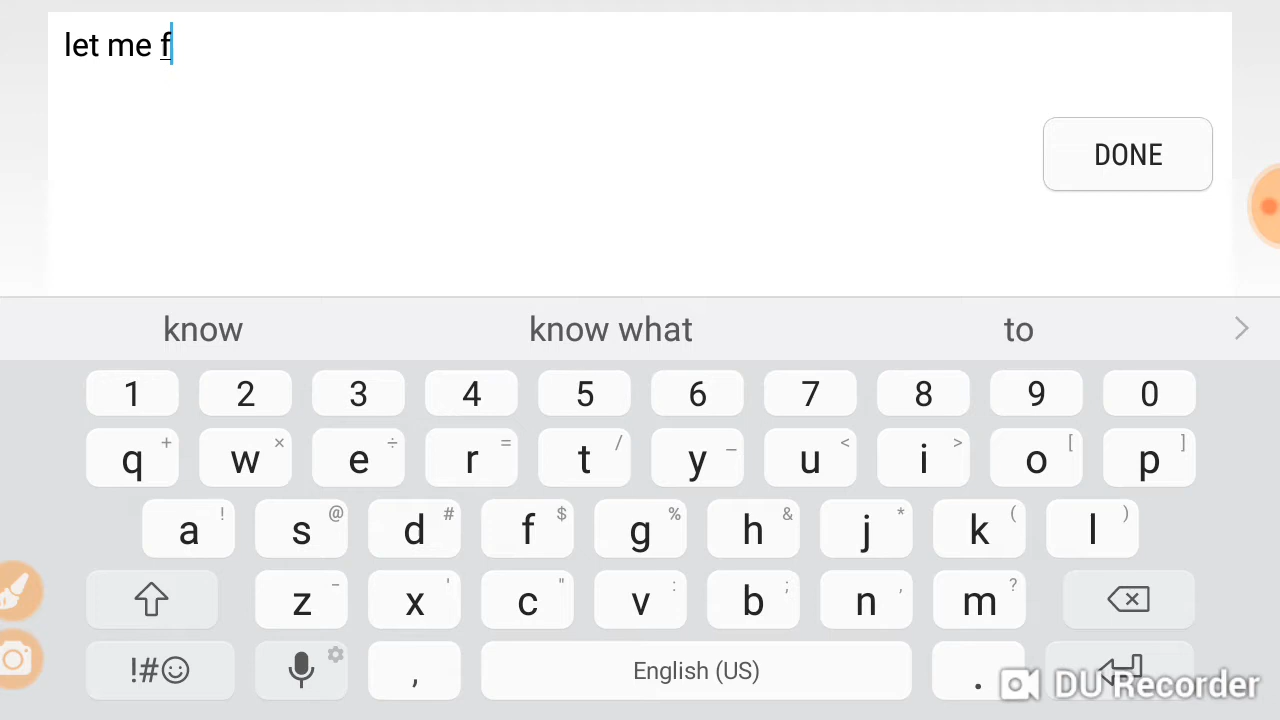 let me f
DONE
know know what to
1 2 3 4 5 6 7 8 9 0
q + w × e ÷ r = t / y _ u < i > o [ p ]
a ! s @ d # f $ g % h & j * k ( l )
z - x ' c " v : b ; n , m ?
!#☺ , English (US) .
DU Recorder